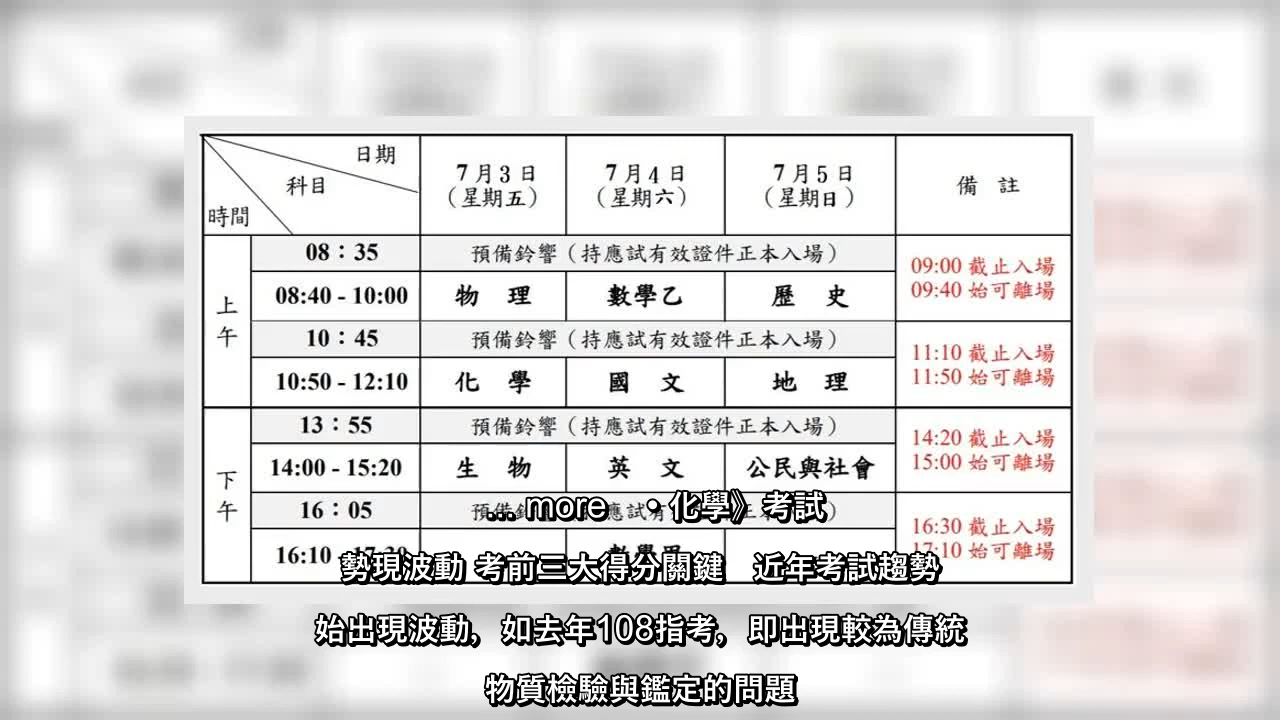 日期
科目
時間
7月3日
(星期五)
7月4日
(星期六)
7月5日
(星期日)
備 註
上午
08：35
預備鈴響（持應試有效證件正本入場）
09:00 截止入場
09:40 始可離場
08:40 - 10:00
物 理
數學乙
歷 史
10：45
預備鈴響（持應試有效證件正本入場）
11:10 截止入場
11:50 始可離場
10:50 - 12:10
化 學
國 文
地 理
下午
13：55
預備鈴響（持應試有效證件正本入場）
14:20 截止入場
15:00 始可離場
14:00 - 15:20
生 物
英 文
公民與社會
16：05
16:30 截止入場
17:10 始可離場
16:10
... more ・化學》考試
勢現波動 考前三大得分關鍵 近年考試趨勢
始出現波動，如去年108指考，即出現較為傳統
物質檢驗與鑑定的問題